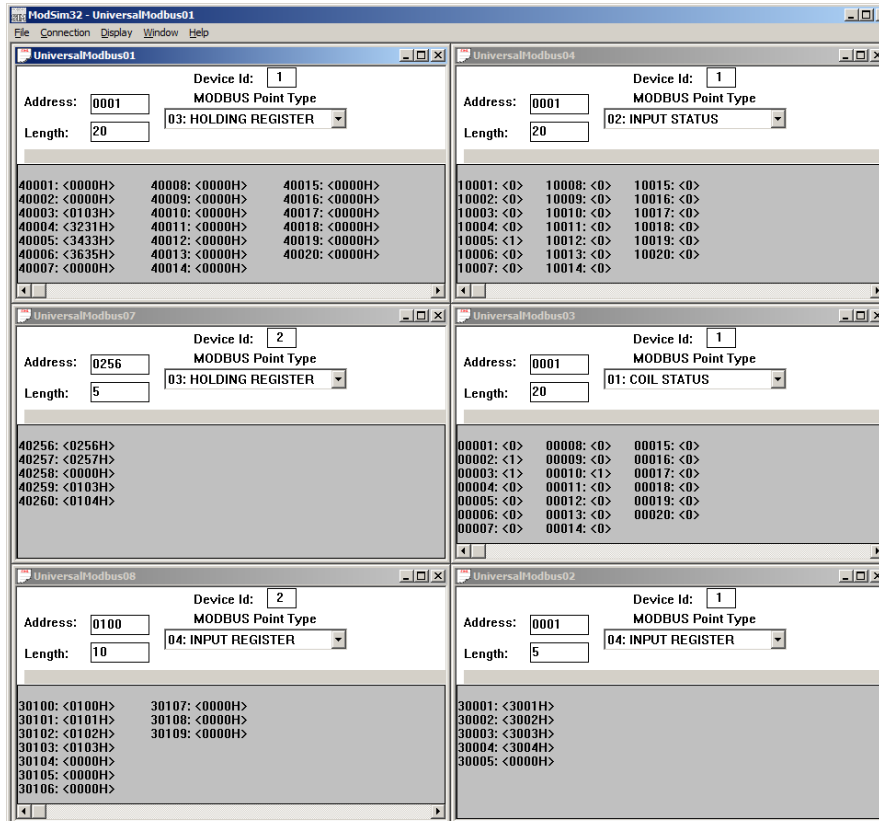 ModSim32 - UniversalModbus01
File Connection Display Window Help
UniversalModbus01
Device Id: 1
Address: 0001
MODBUS Point Type
03: HOLDING REGISTER
Length: 20
40001: <0000H> 40008: <0000H> 40015: <0000H>
40002: <0000H> 40009: <0000H> 40016: <0000H>
40003: <0103H> 40010: <0000H> 40017: <0000H>
40004: <3231H> 40011: <0000H> 40018: <0000H>
40005: <3433H> 40012: <0000H> 40019: <0000H>
40006: <3635H> 40013: <0000H> 40020: <0000H>
40007: <0000H> 40014: <0000H>
UniversalModbus04
Device Id: 1
Address: 0001
MODBUS Point Type
02: INPUT STATUS
Length: 20
10001: <0> 10008: <0> 10015: <0>
10002: <0> 10009: <0> 10016: <0>
10003: <0> 10010: <0> 10017: <0>
10004: <0> 10011: <0> 10018: <0>
10005: <1> 10012: <0> 10019: <0>
10006: <0> 10013: <0> 10020: <0>
10007: <0> 10014: <0>
UniversalModbus07
Device Id: 2
Address: 0256
MODBUS Point Type
03: HOLDING REGISTER
Length: 5
40256: <0256H>
40257: <0257H>
40258: <0000H>
40259: <0103H>
40260: <0104H>
UniversalModbus03
Device Id: 1
Address: 0001
MODBUS Point Type
01: COIL STATUS
Length: 20
00001: <0> 00008: <0> 00015: <0>
00002: <1> 00009: <0> 00016: <0>
00003: <1> 00010: <1> 00017: <0>
00004: <0> 00011: <0> 00018: <0>
00005: <0> 00012: <0> 00019: <0>
00006: <0> 00013: <0> 00020: <0>
00007: <0> 00014: <0>
UniversalModbus08
Device Id: 2
Address: 0100
MODBUS Point Type
04: INPUT REGISTER
Length: 10
30100: <0100H> 30107: <0000H>
30101: <0101H> 30108: <0000H>
30102: <0102H> 30109: <0000H>
30103: <0103H>
30104: <0000H>
30105: <0000H>
30106: <0000H>
UniversalModbus02
Device Id: 1
Address: 0001
MODBUS Point Type
04: INPUT REGISTER
Length: 5
30001: <3001H>
30002: <3002H>
30003: <3003H>
30004: <3004H>
30005: <0000H>